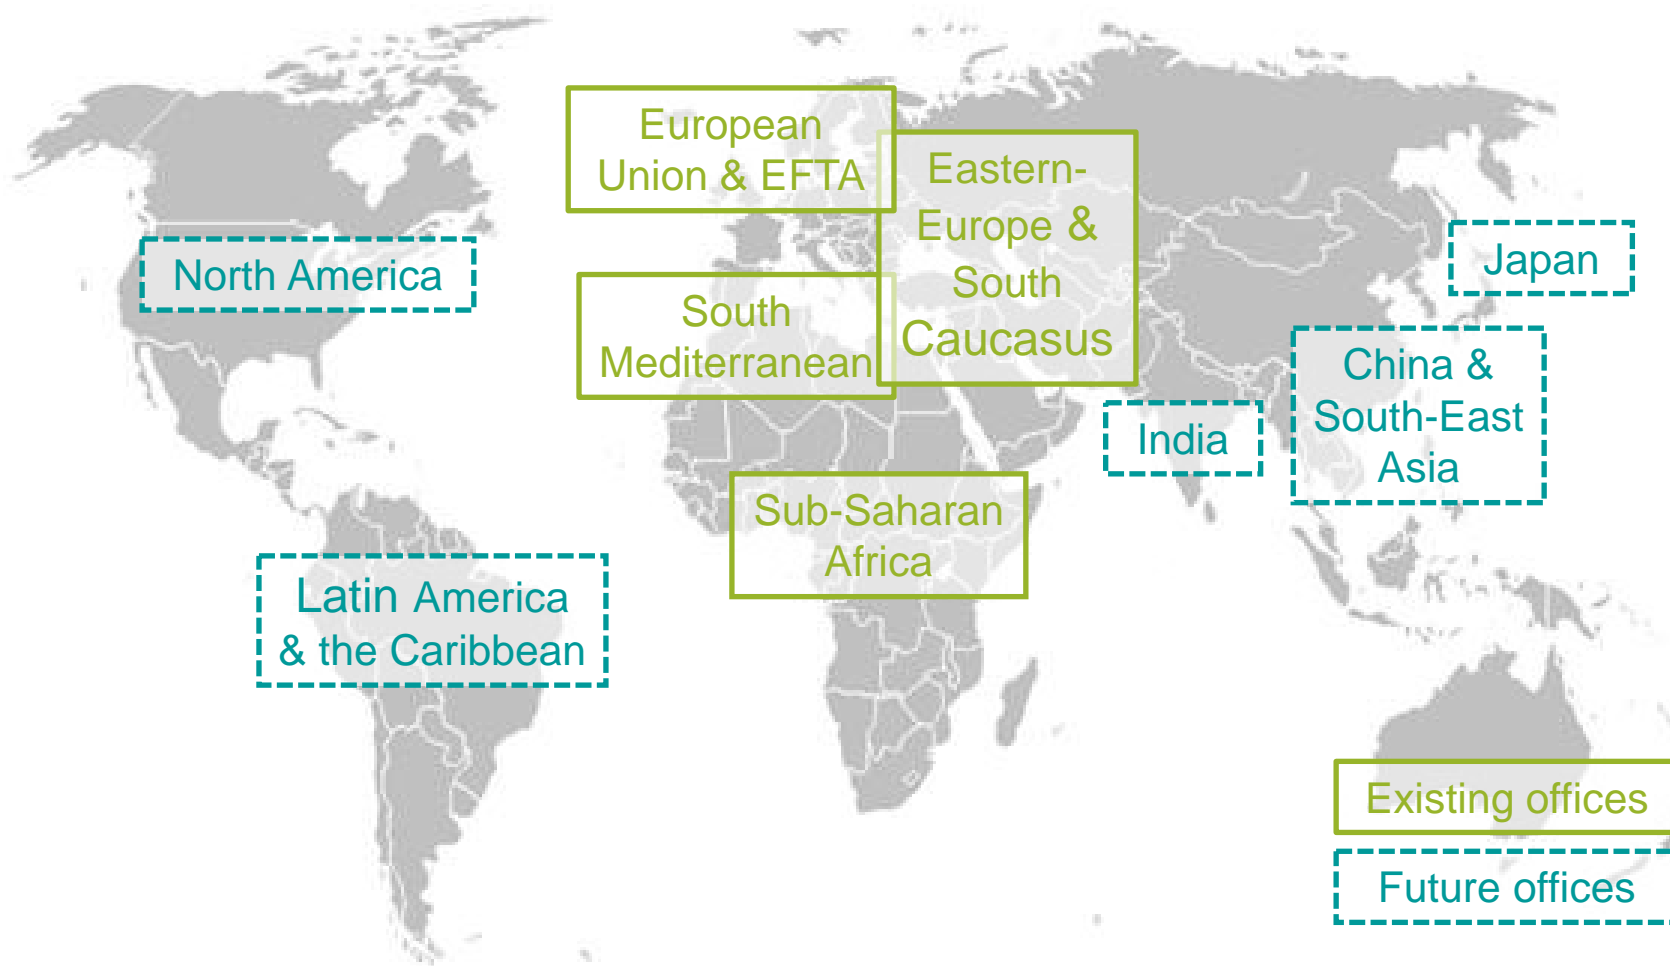 European
Union & EFTA
Eastern-
Europe &
South
Caucasus
North America
Japan
South
Mediterranean
China &
South-East
Asia
India
Sub-Saharan
Africa
Latin America
& the Caribbean
Existing offices
Future offices